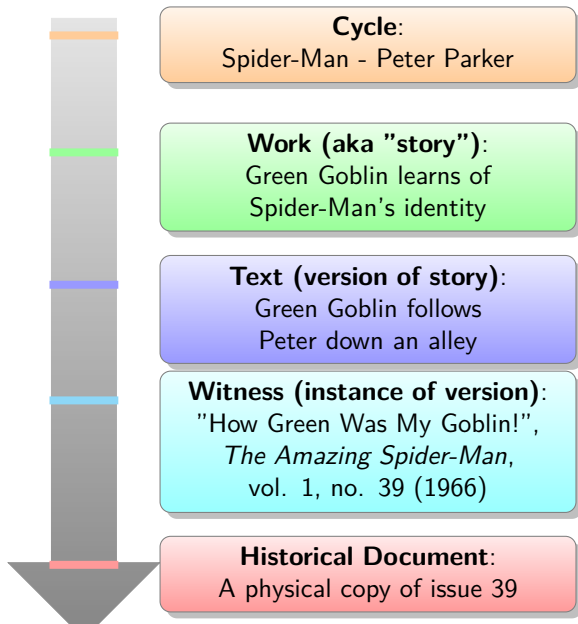 Cycle:
Spider-Man - Peter Parker
Work (aka ”story”):
Green Goblin learns of
Spider-Man's identity
Text (version of story):
Green Goblin follows
Peter down an alley
Witness (instance of version):
”How Green Was My Goblin!”,
The Amazing Spider-Man,
vol. 1, no. 39 (1966)
Historical Document:
A physical copy of issue 39